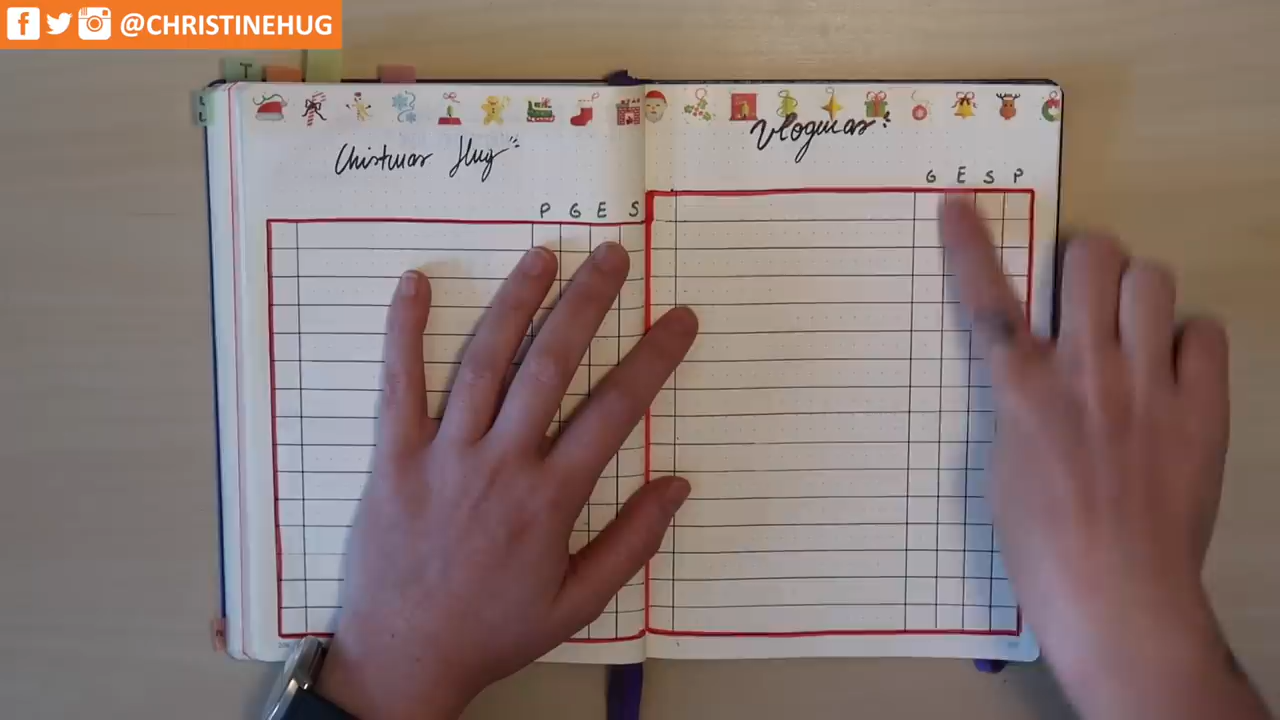 @CHRISTINEHUG
T
Christmas Hug
P G E S
Vlogmas
G E S P